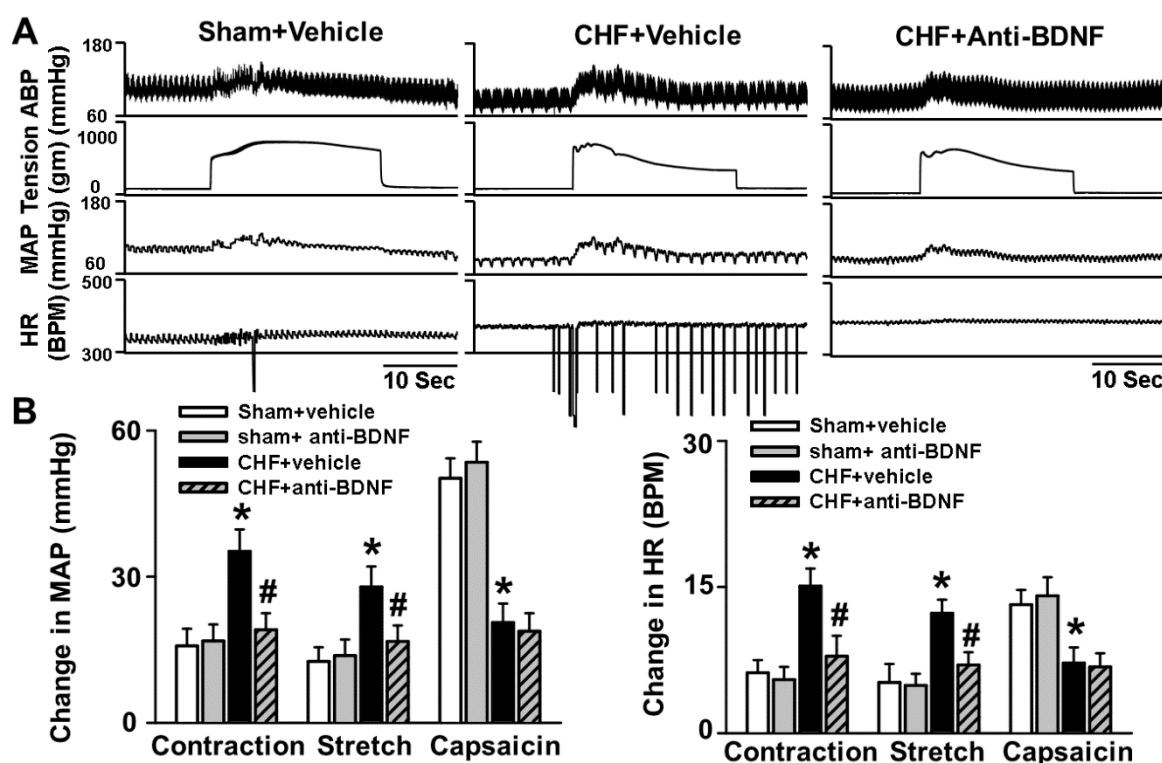 A
Sham+Vehicle
CHF+Vehicle
CHF+Anti-BDNF
180
60
ABP
(mmHg)
1000
0
Tension
(gm)
180
60
MAP
(mmHg)
500
300
HR
(BPM)
10 Sec
10 Sec
B
Sham+vehicle
sham+ anti-BDNF
CHF+vehicle
CHF+anti-BDNF
60
30
0
Change in MAP (mmHg)
*
#
*
#
*
Contraction
Stretch
Capsaicin
Sham+vehicle
sham+ anti-BDNF
CHF+vehicle
CHF+anti-BDNF
30
15
0
Change in HR (BPM)
*
#
*
#
*
Contraction
Stretch
Capsaicin